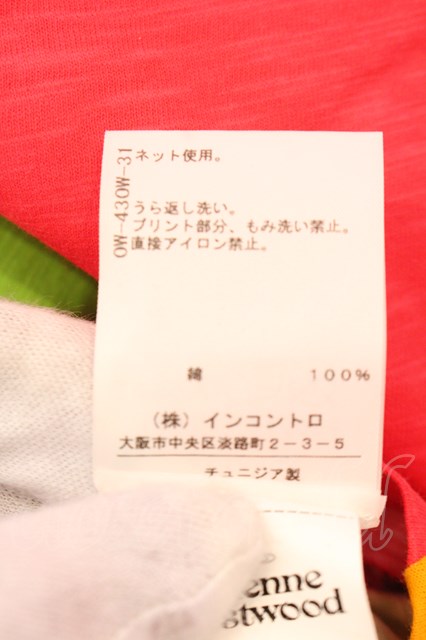 OW-430W-31
ネット使用。
うら返し洗い。
プリント部分、もみ洗い禁止。
直接アイロン禁止。
綿 100%
(株) インコントロ
大阪市中央区淡路町2-3-5
チュニジア製
enne
stwood